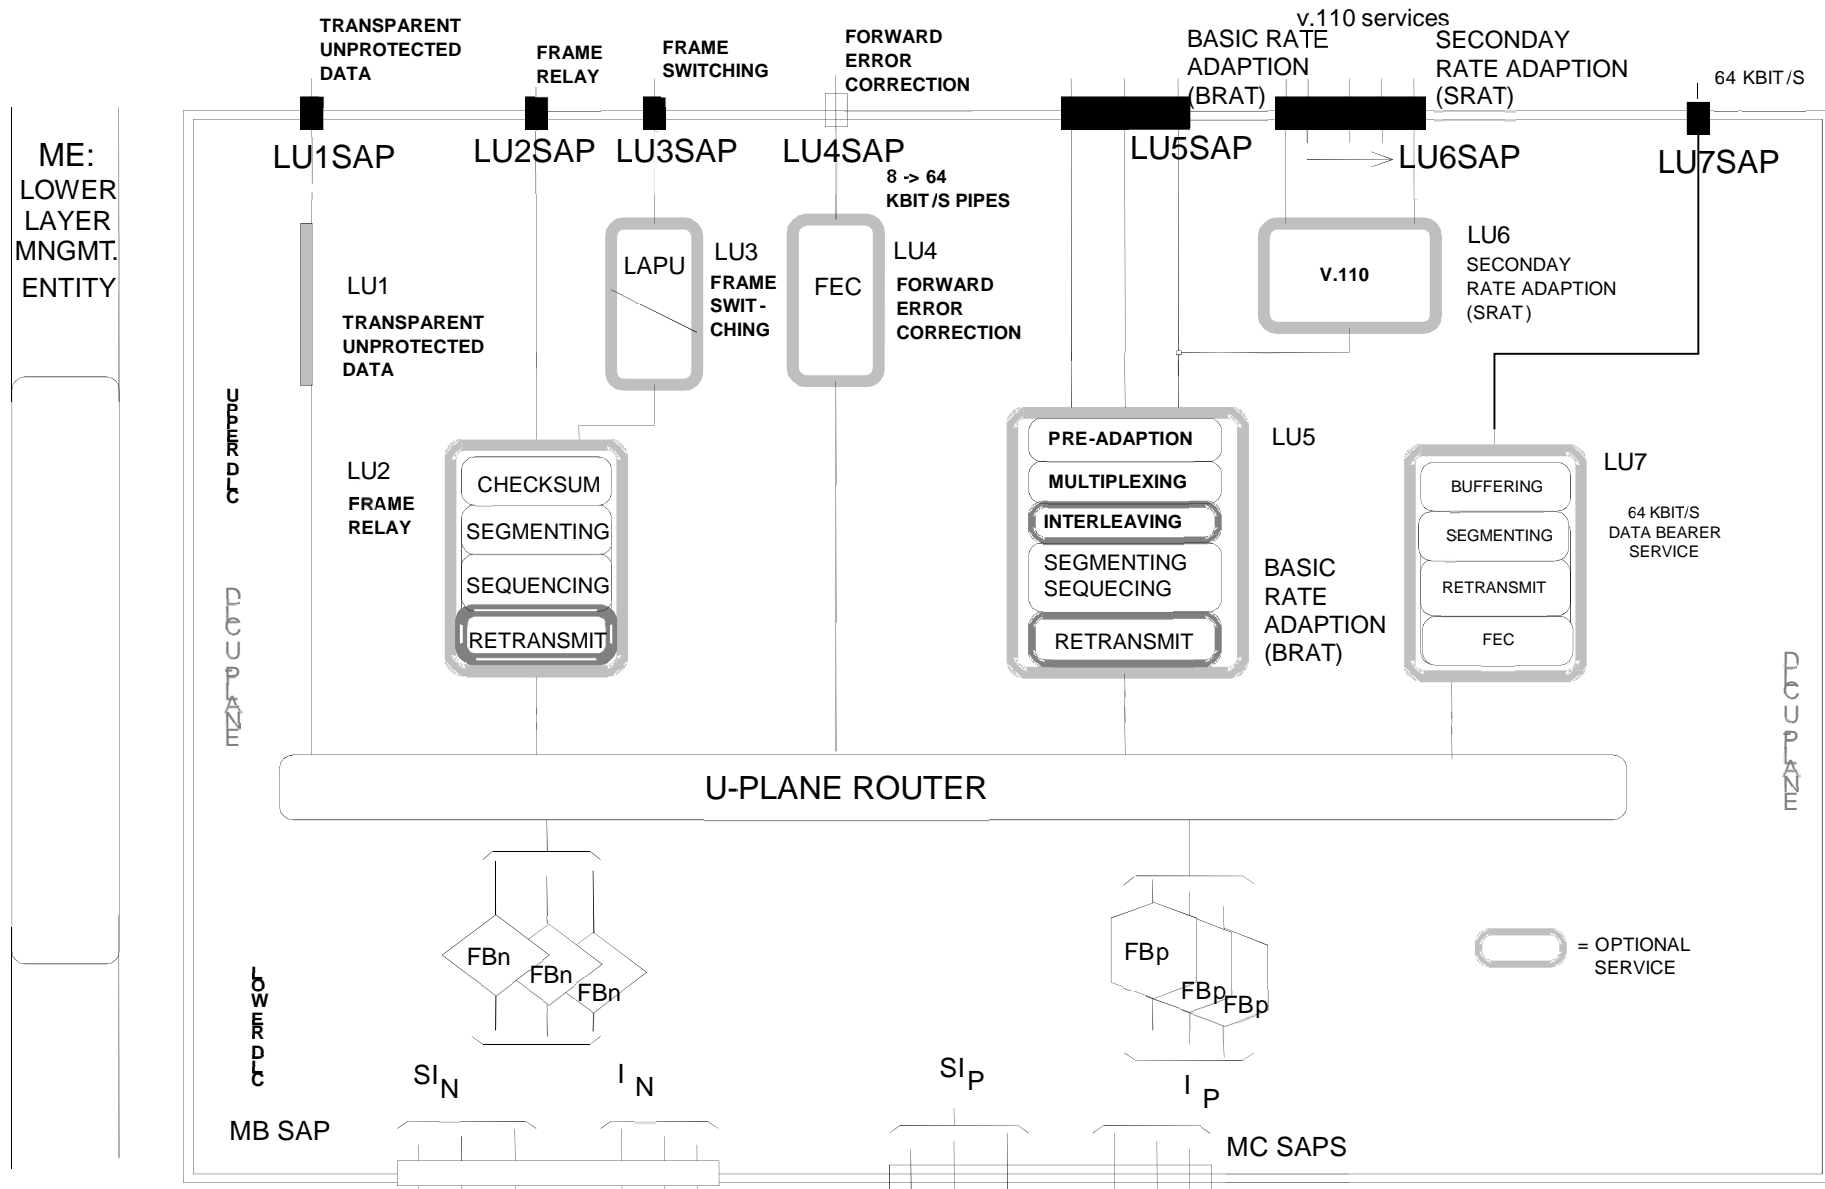 v.110 services
TRANSPARENT
UNPROTECTED
DATA
FRAME
RELAY
FRAME
SWITCHING
FORWARD
ERROR
CORRECTION
BASIC RATE
ADAPTION
(BRAT)
SECONDAY
RATE ADAPTION
(SRAT)
64 KBIT/S
LU1SAP
LU2SAP
LU3SAP
LU4SAP
LU5SAP
LU6SAP
LU7SAP
8 -> 64
KBIT/S PIPES
ME:
LOWER
LAYER
MNGMT.
ENTITY
LU1
TRANSPARENT
UNPROTECTED
DATA
LAPU
LU3
FRAME
SWIT-
CHING
FEC
LU4
FORWARD
ERROR
CORRECTION
V.110
LU6
SECONDAY
RATE ADAPTION
(SRAT)
UPPER DLC
LU2
FRAME
RELAY
CHECKSUM
SEGMENTING
SEQUENCING
RETRANSMIT
PRE-ADAPTION
MULTIPLEXING
INTERLEAVING
SEGMENTING
SEQUECING
RETRANSMIT
LU5
BASIC
RATE
ADAPTION
(BRAT)
BUFFERING
SEGMENTING
RETRANSMIT
FEC
LU7
64 KBIT/S
DATA BEARER
SERVICE
DLC U-PLANE
DLC U-PLANE
U-PLANE ROUTER
FBn
FBn
FBn
FBp
FBp
FBp
= OPTIONAL
SERVICE
LOWER DLC
SI N
I N
SI P
I P
MB SAP
MC SAPS